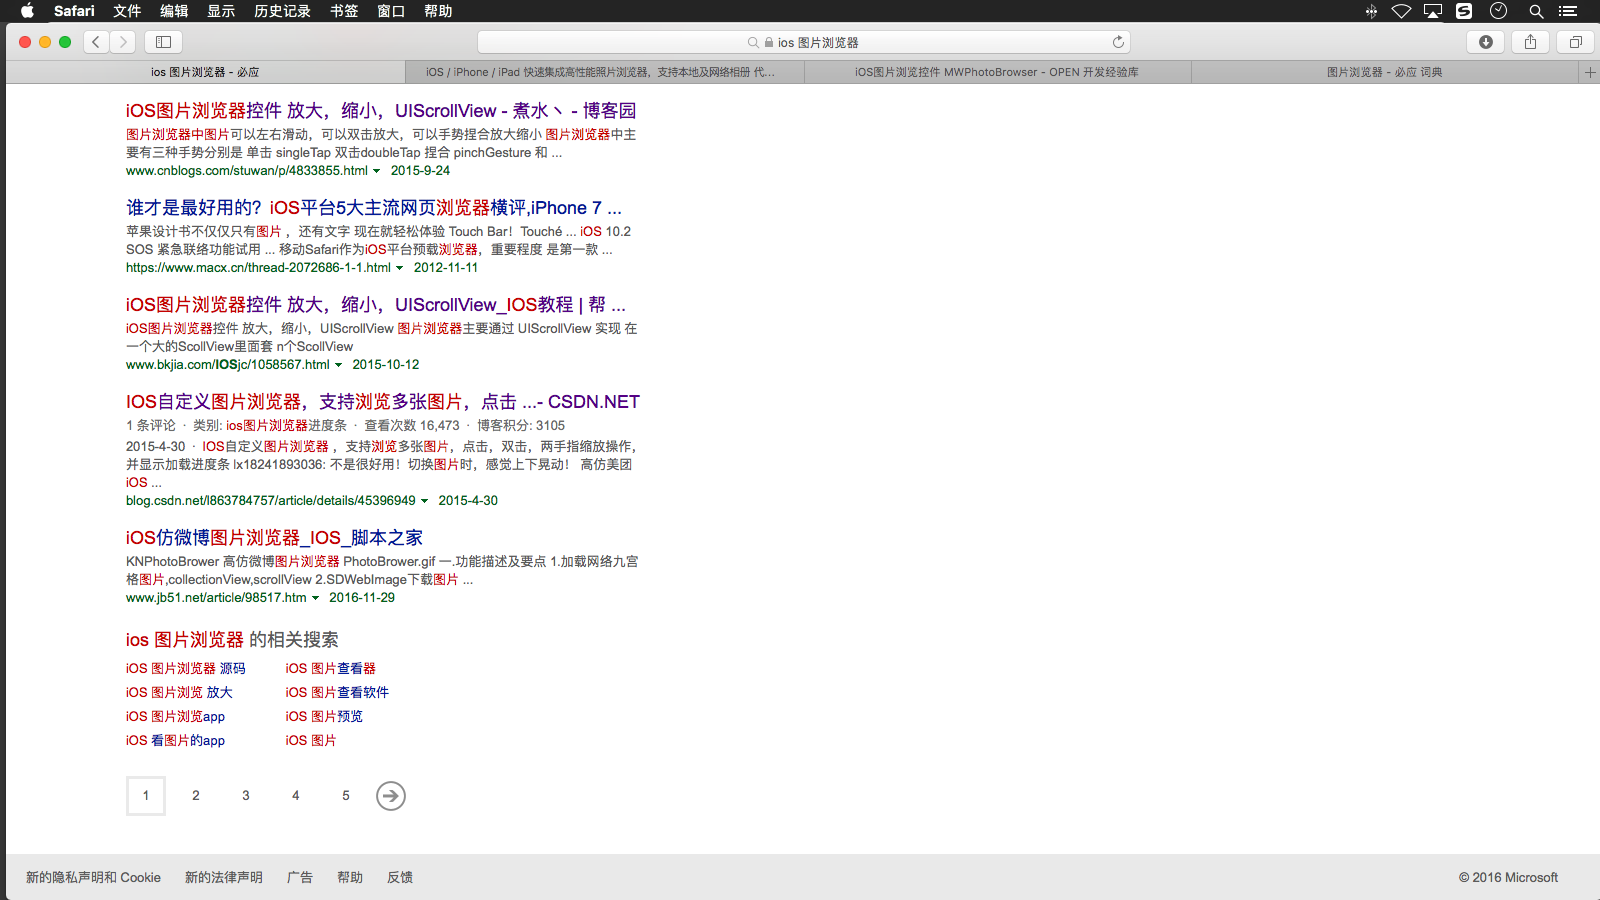 Safari 文件 编辑 显示 历史记录 书签 窗口 帮助
ios 图片浏览器
ios 图片浏览器 - 必应
iOS / iPhone / iPad 快速集成高性能照片浏览器，支持本地及网络相册 代...
iOS图片浏览控件 MWPhotoBrowser - OPEN 开发经验库
图片浏览器 - 必应 词典
iOS图片浏览器控件 放大，缩小，UIScrollView - 煮水丶 - 博客园
图片浏览器中图片可以左右滑动，可以双击放大，可以手势捏合放大缩小 图片浏览器中主
要有三种手势分别是 单击 singleTap 双击doubleTap 捏合 pinchGesture 和 ...
www.cnblogs.com/stuwan/p/4833855.html 2015-9-24
谁才是最好用的？iOS平台5大主流网页浏览器横评,iPhone 7 ...
苹果设计书不仅仅只有图片 ，还有文字 现在就轻松体验 Touch Bar！Touché ... iOS 10.2
SOS 紧急联络功能试用 ... 移动Safari作为iOS平台预载浏览器，重要程度 是第一款 ...
https://www.macx.cn/thread-2072686-1-1.html 2012-11-11
iOS图片浏览器控件 放大，缩小，UIScrollView_IOS教程 | 帮 ...
iOS图片浏览器控件 放大，缩小，UIScrollView 图片浏览器主要通过 UIScrollView 实现 在
一个大的ScollView里面套 n个ScollView
www.bkjia.com/IOSjc/1058567.html 2015-10-12
IOS自定义图片浏览器，支持浏览多张图片，点击 ...- CSDN.NET
1 条评论 · 类别: ios图片浏览器进度条 · 查看次数 16,473 · 博客积分: 3105
2015-4-30 · IOS自定义图片浏览器 ，支持浏览多张图片，点击，双击，两手指缩放操作，
并显示加载进度条 lx18241893036: 不是很好用！切换图片时，感觉上下晃动！ 高仿美团
iOS ...
blog.csdn.net/l863784757/article/details/45396949 2015-4-30
iOS仿微博图片浏览器_IOS_脚本之家
KNPhotoBrower 高仿微博图片浏览器 PhotoBrower.gif 一.功能描述及要点 1.加载网络九宫
格图片,collectionView,scrollView 2.SDWebImage下载图片 ...
www.jb51.net/article/98517.htm 2016-11-29
ios 图片浏览器 的相关搜索
iOS 图片浏览器 源码 iOS 图片查看器
iOS 图片浏览 放大 iOS 图片查看软件
iOS 图片浏览app iOS 图片预览
iOS 看图片的app iOS 图片
1 2 3 4 5
新的隐私声明和 Cookie 新的法律声明 广告 帮助 反馈 © 2016 Microsoft